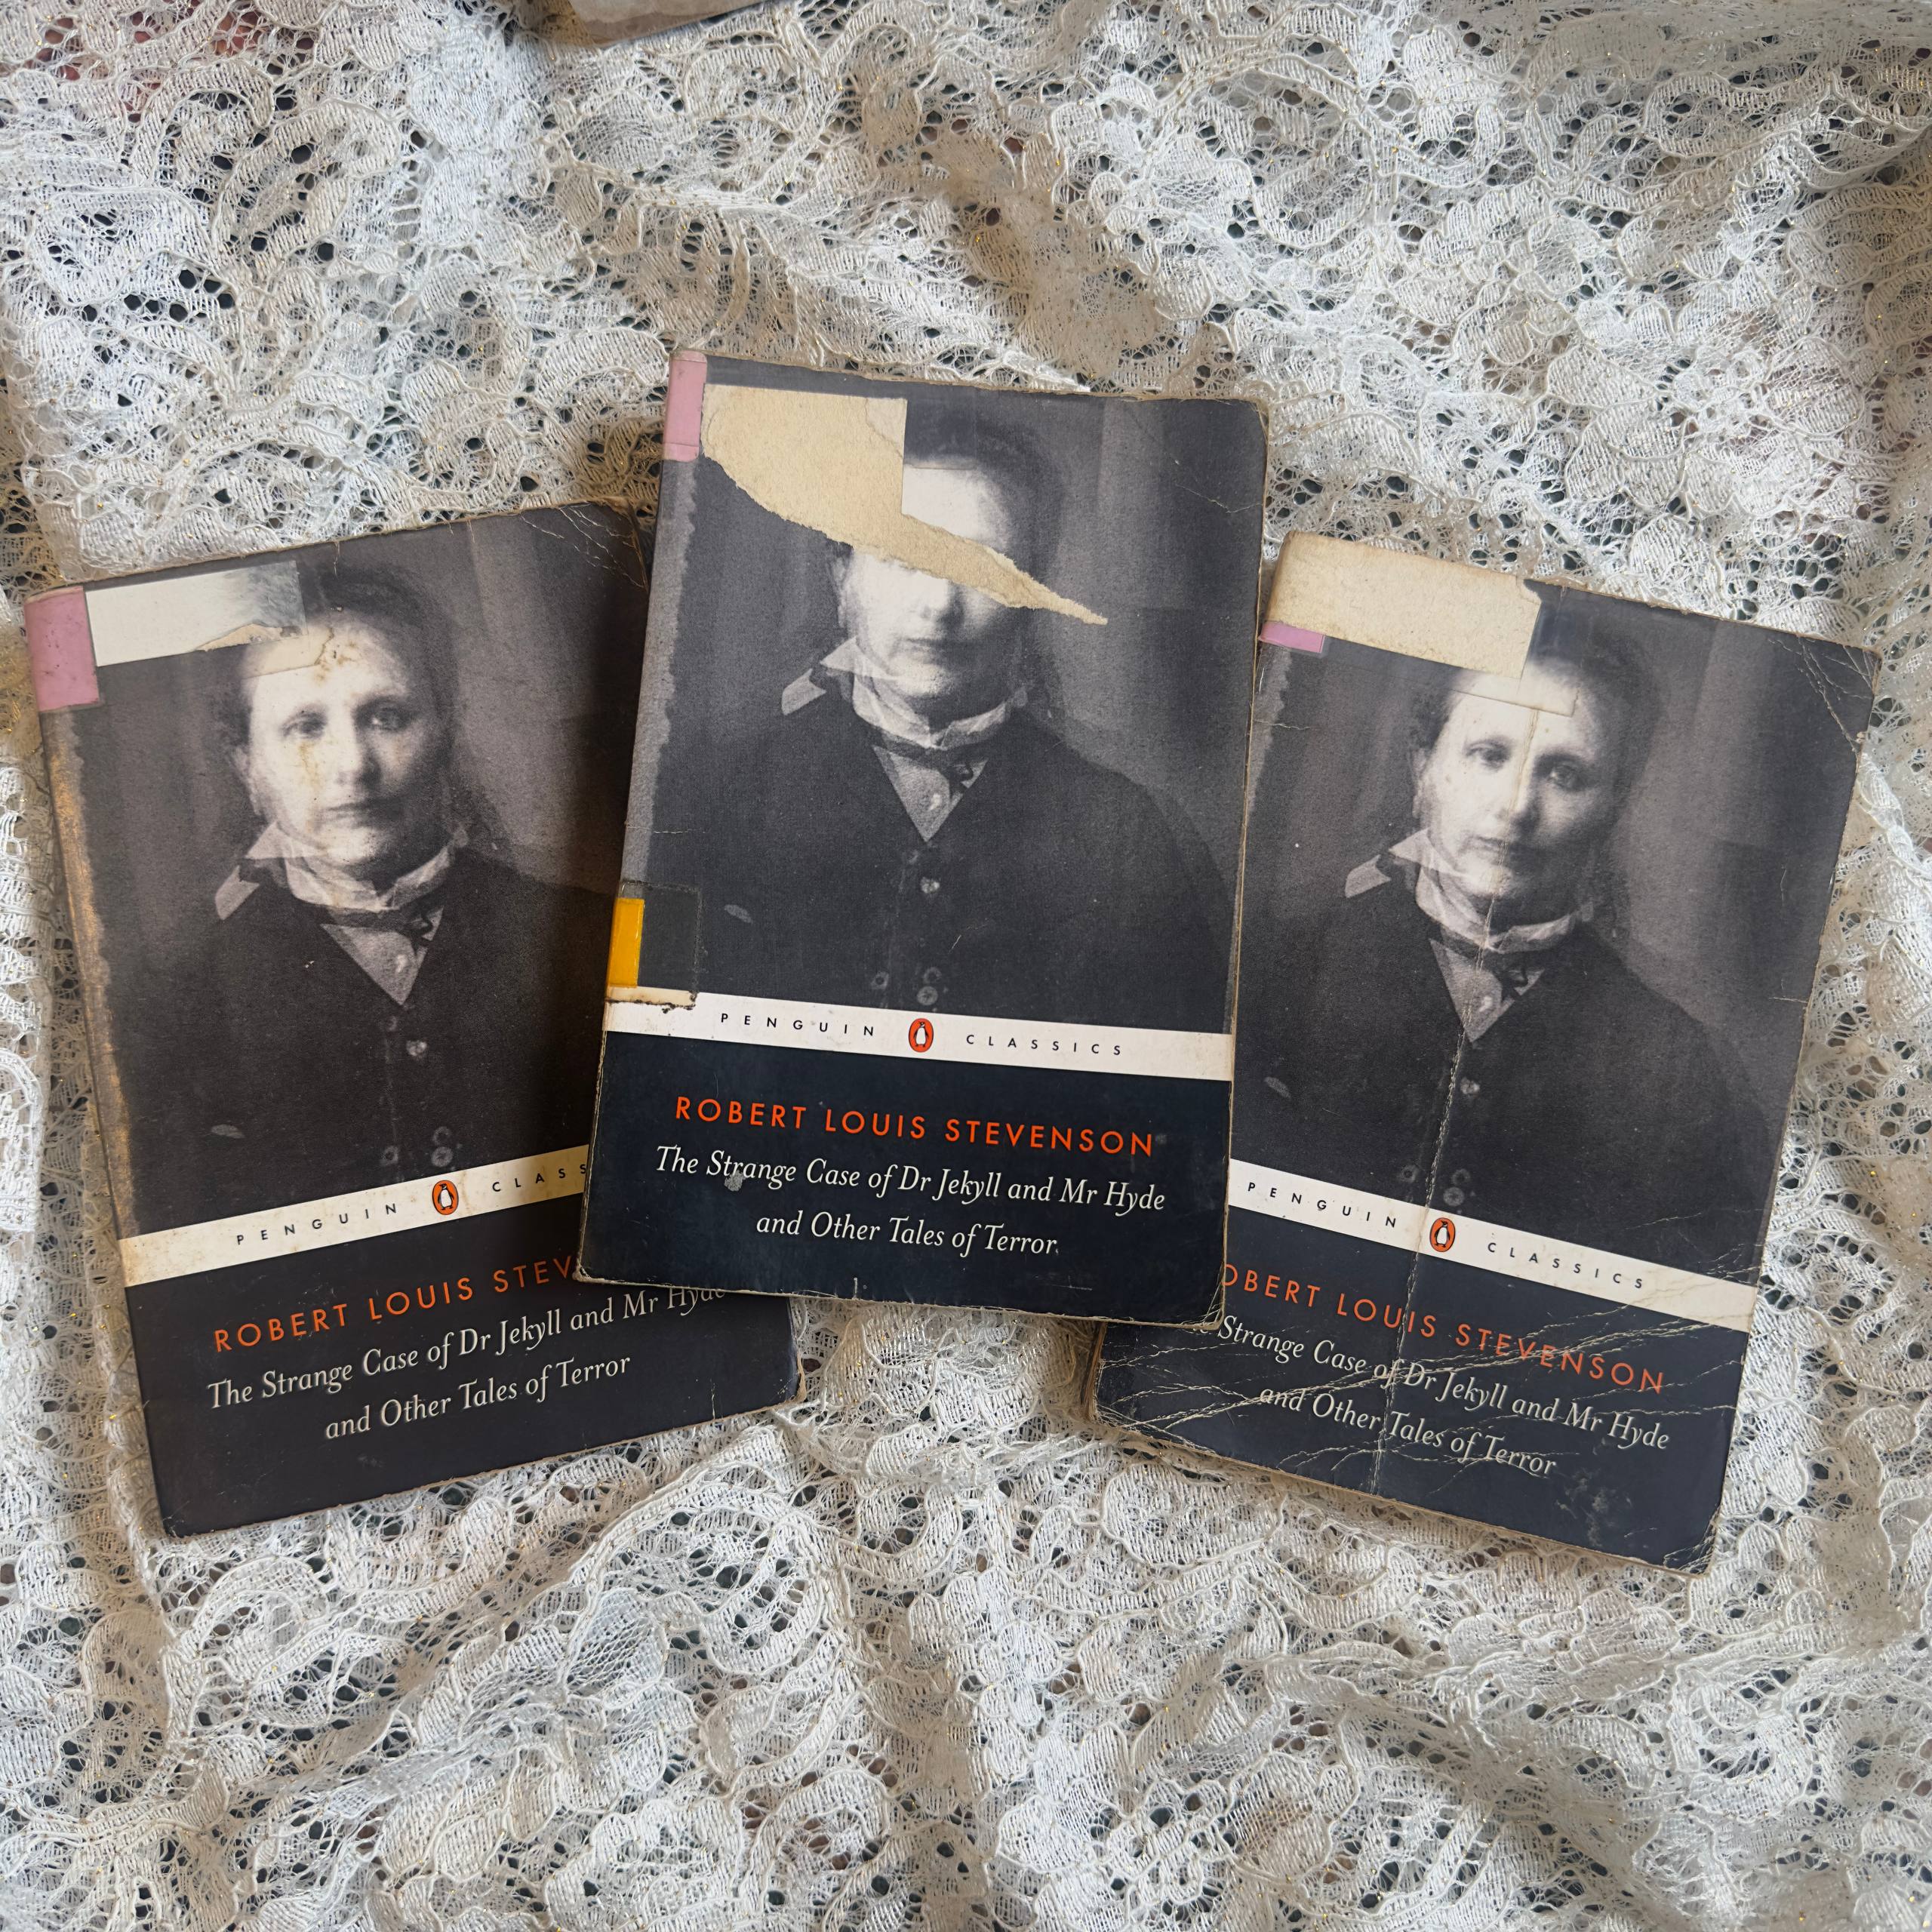 PENGUIN CLASS
ROBERT LOUIS STEV
The Strange Case of Dr Jekyll and Mr Hyde
and Other Tales of Terror
PENGUIN CLASSICS
ROBERT LOUIS STEVENSON
The Strange Case of Dr Jekyll and Mr Hyde
and Other Tales of Terror
PENGUIN CLASSICS
OBERT LOUIS STEVENSON
Strange Case of Dr Jekyll and Mr Hyde
and Other Tales of Terror